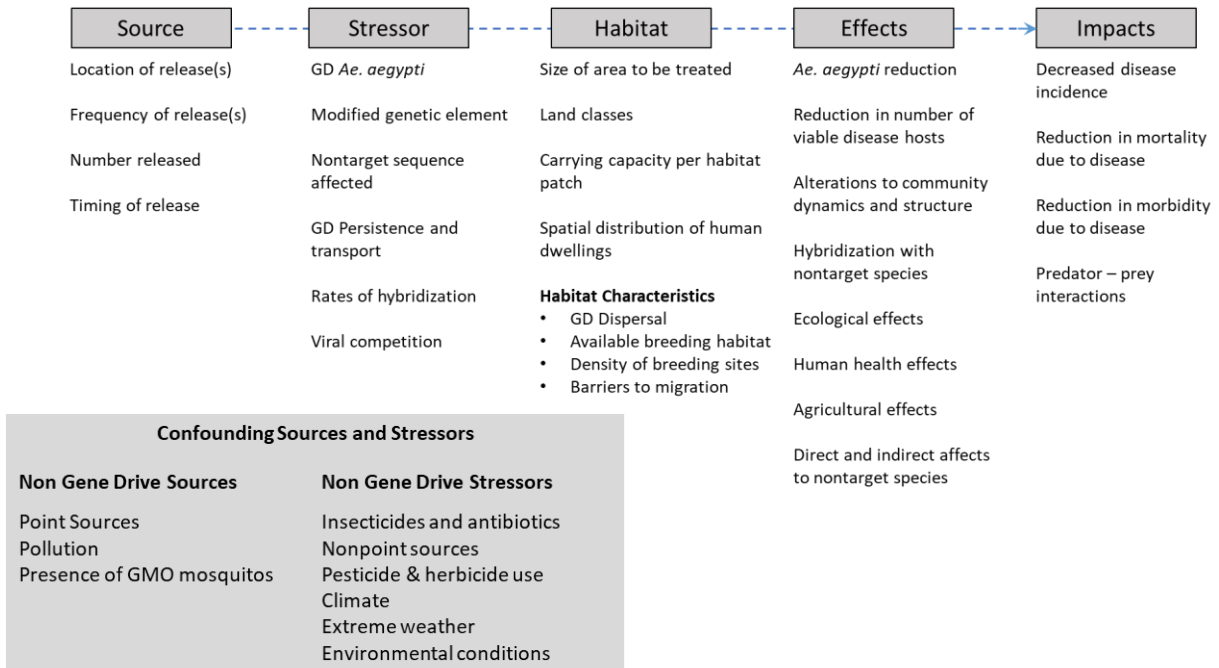 Source
Stressor
Habitat
Effects
Impacts
Location of release(s)
Frequency of release(s)
Number released
Timing of release
GD Ae. aegypti
Modified genetic element
Nontarget sequence
affected
GD Persistence and
transport
Rates of hybridization
Viral competition
Size of area to be treated
Land classes
Carrying capacity per habitat
patch
Spatial distribution of human
dwellings
Habitat Characteristics
• GD Dispersal
• Available breeding habitat
• Density of breeding sites
• Barriers to migration
Ae. aegypti reduction
Reduction in number of
viable disease hosts
Alterations to community
dynamics and structure
Hybridization with
nontarget species
Ecological effects
Human health effects
Agricultural effects
Direct and indirect affects
to nontarget species
Decreased disease
incidence
Reduction in mortality
due to disease
Reduction in morbidity
due to disease
Predator – prey
interactions
Confounding Sources and Stressors
Non Gene Drive Sources
Point Sources
Pollution
Presence of GMO mosquitos
Non Gene Drive Stressors
Insecticides and antibiotics
Nonpoint sources
Pesticide & herbicide use
Climate
Extreme weather
Environmental conditions